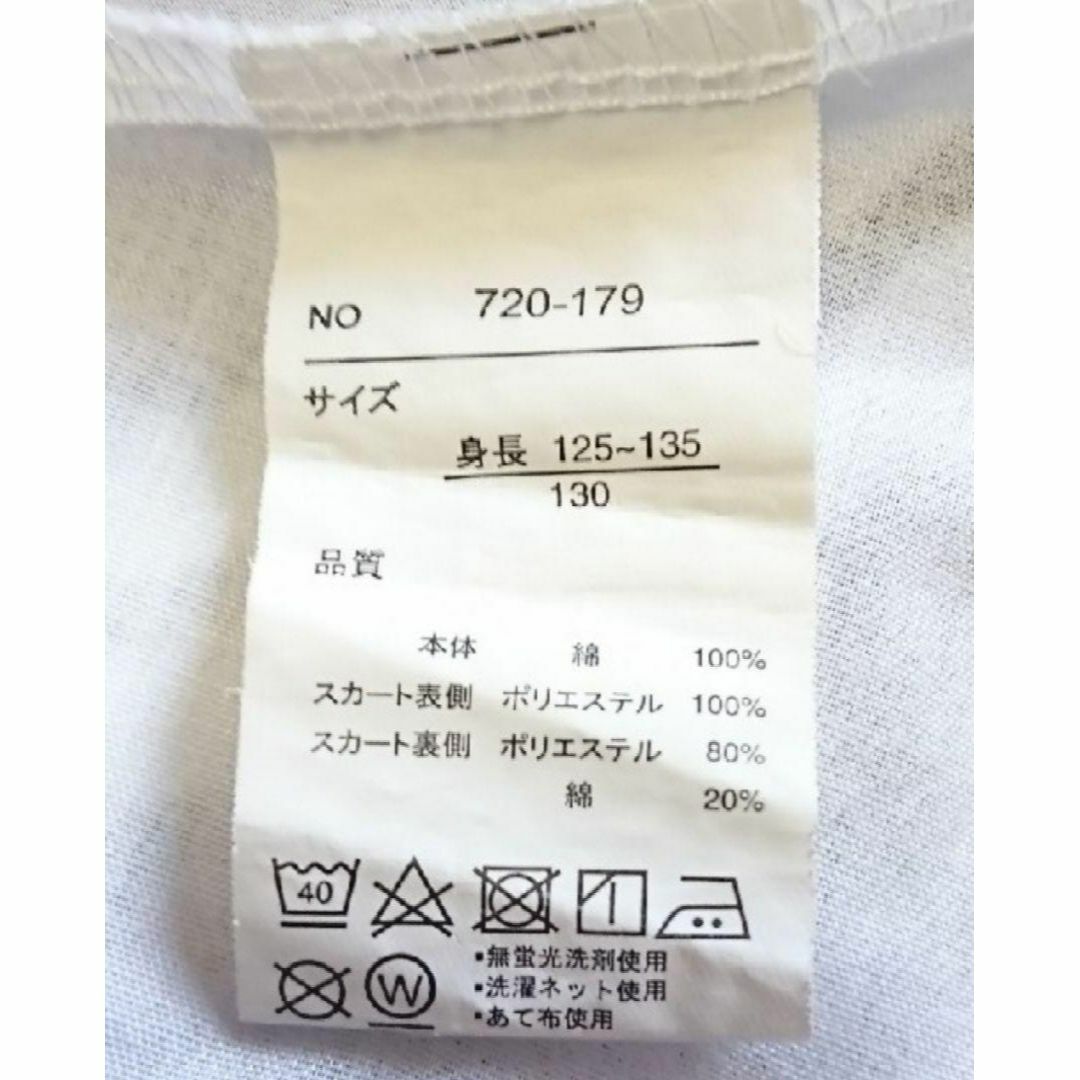 NO 720-179
サイズ
身長 125~135
130
品質
本体 綿 100%
スカート表側 ポリエステル 100%
スカート裏側 ポリエステル 80%
綿 20%
40
W
・無蛍光洗剤使用
・洗濯ネット使用
・あて布使用